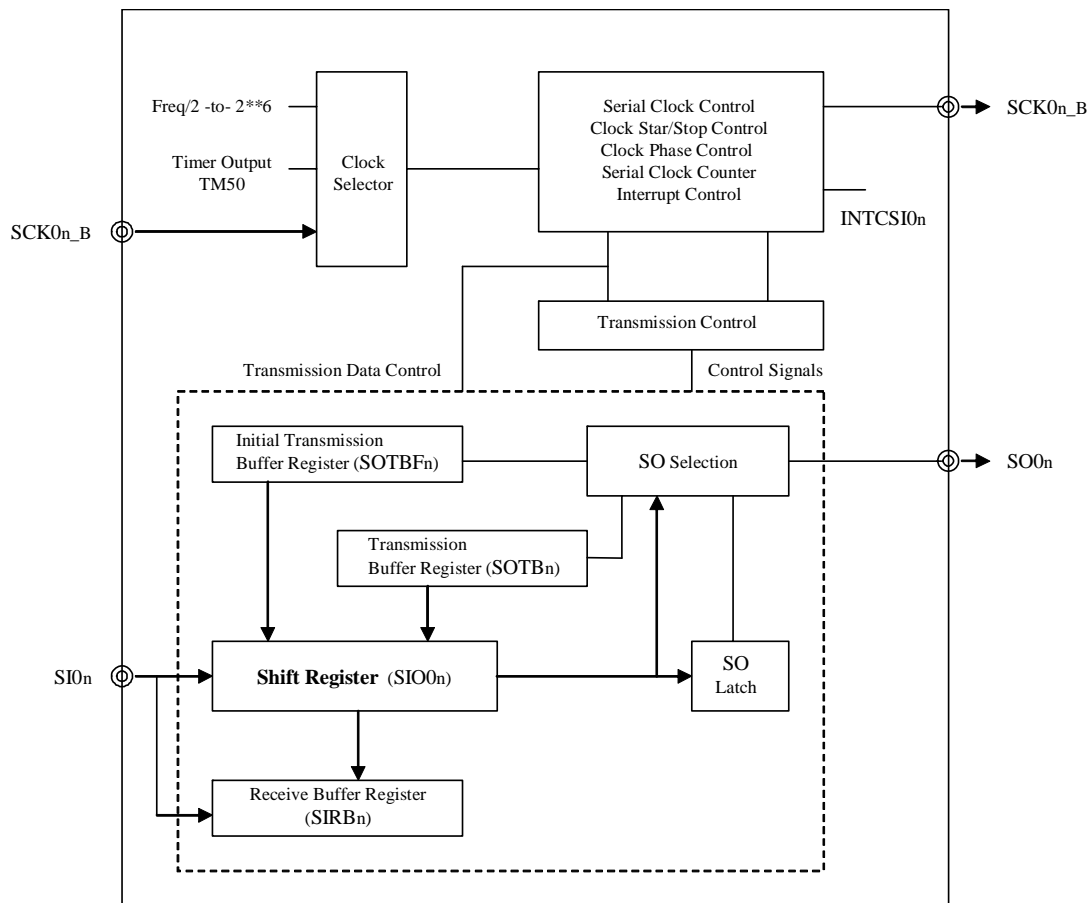 Freq/2 -to- 2**6
Timer Output
TM50
SCK0n_B
Clock
Selector
Serial Clock Control
Clock Star/Stop Control
Clock Phase Control
Serial Clock Counter
Interrupt Control
SCK0n_B
INTCSI0n
Transmission Control
Transmission Data Control
Control Signals
Initial Transmission
Buffer Register (SOTBFn)
SO Selection
SO0n
Transmission
Buffer Register (SOTBn)
SI0n
Shift Register (SIO0n)
SO
Latch
Receive Buffer Register
(SIRBn)